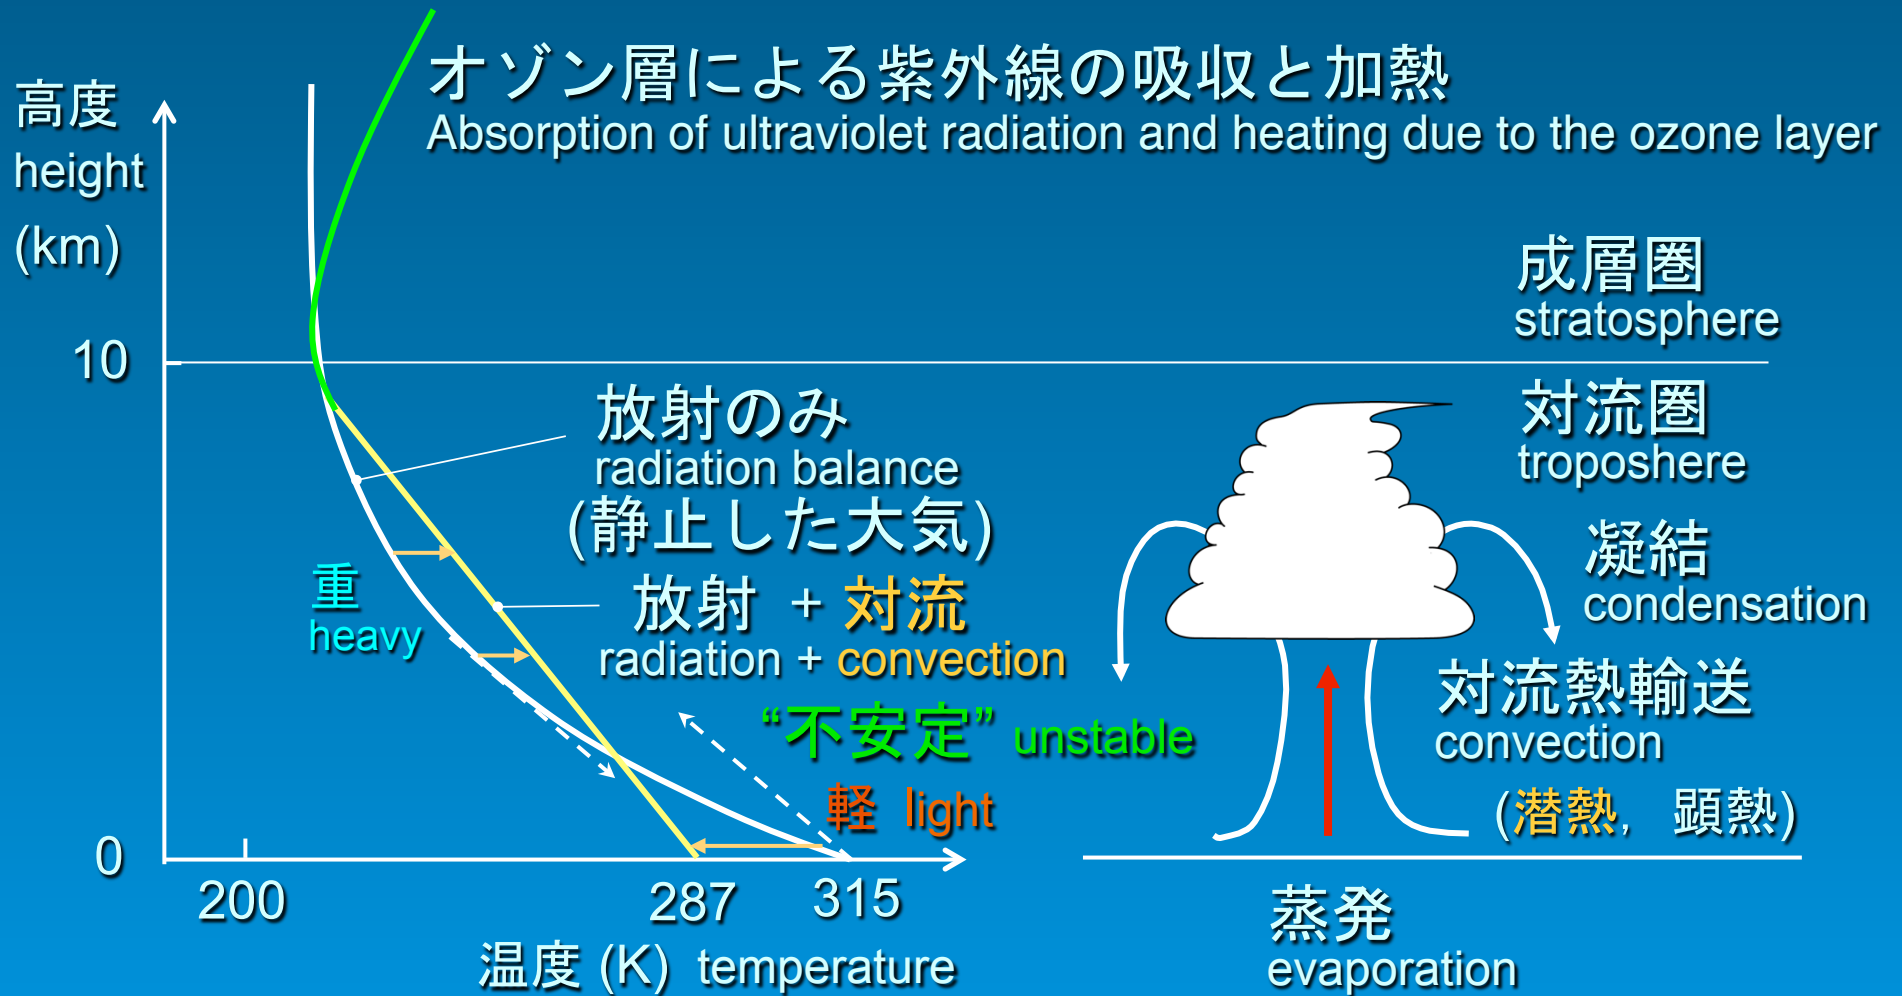 オゾン層による紫外線の吸収と加熱
Absorption of ultraviolet radiation and heating due to the ozone layer
高度
height
(km)
成層圏
stratosphere
10
対流圏
troposhere
放射のみ
radiation balance
(静止した大気)
凝結
condensation
重
heavy
放射 + 対流
radiation + convection
対流熱輸送
convection
“不安定” unstable
(潜熱, 顕熱)
軽 light
0
200
287
315
温度 (K) temperature
蒸発
evaporation